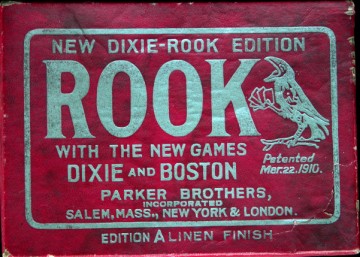 NEW DIXIE-ROOK EDITION
ROOK
WITH THE NEW GAMES
DIXIE AND BOSTON
Patented
Mar.22.1910.
PARKER BROTHERS,
INCORPORATED
SALEM, MASS., NEW YORK & LONDON.
EDITION A LINEN FINISH